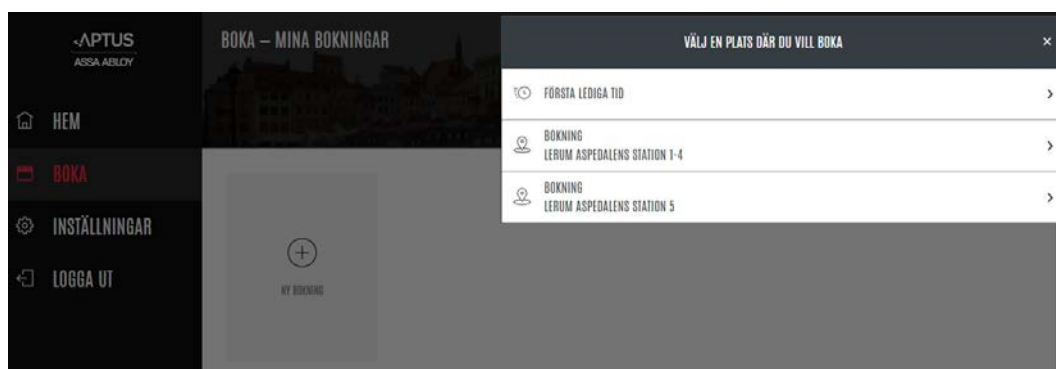 APTUS
ASSA ABLOY
HEM
BOKA
INSTÄLLNINGAR
LOGGA UT
BOKA – MINA BOKNINGAR
NY BOKNING
VÄLJ EN PLATS DÄR DU VILL BOKA
FÖRSTA LEDIGA TID
BOKNING
LERUM ASPEDALENS STATION 1-4
BOKNING
LERUM ASPEDALENS STATION 5